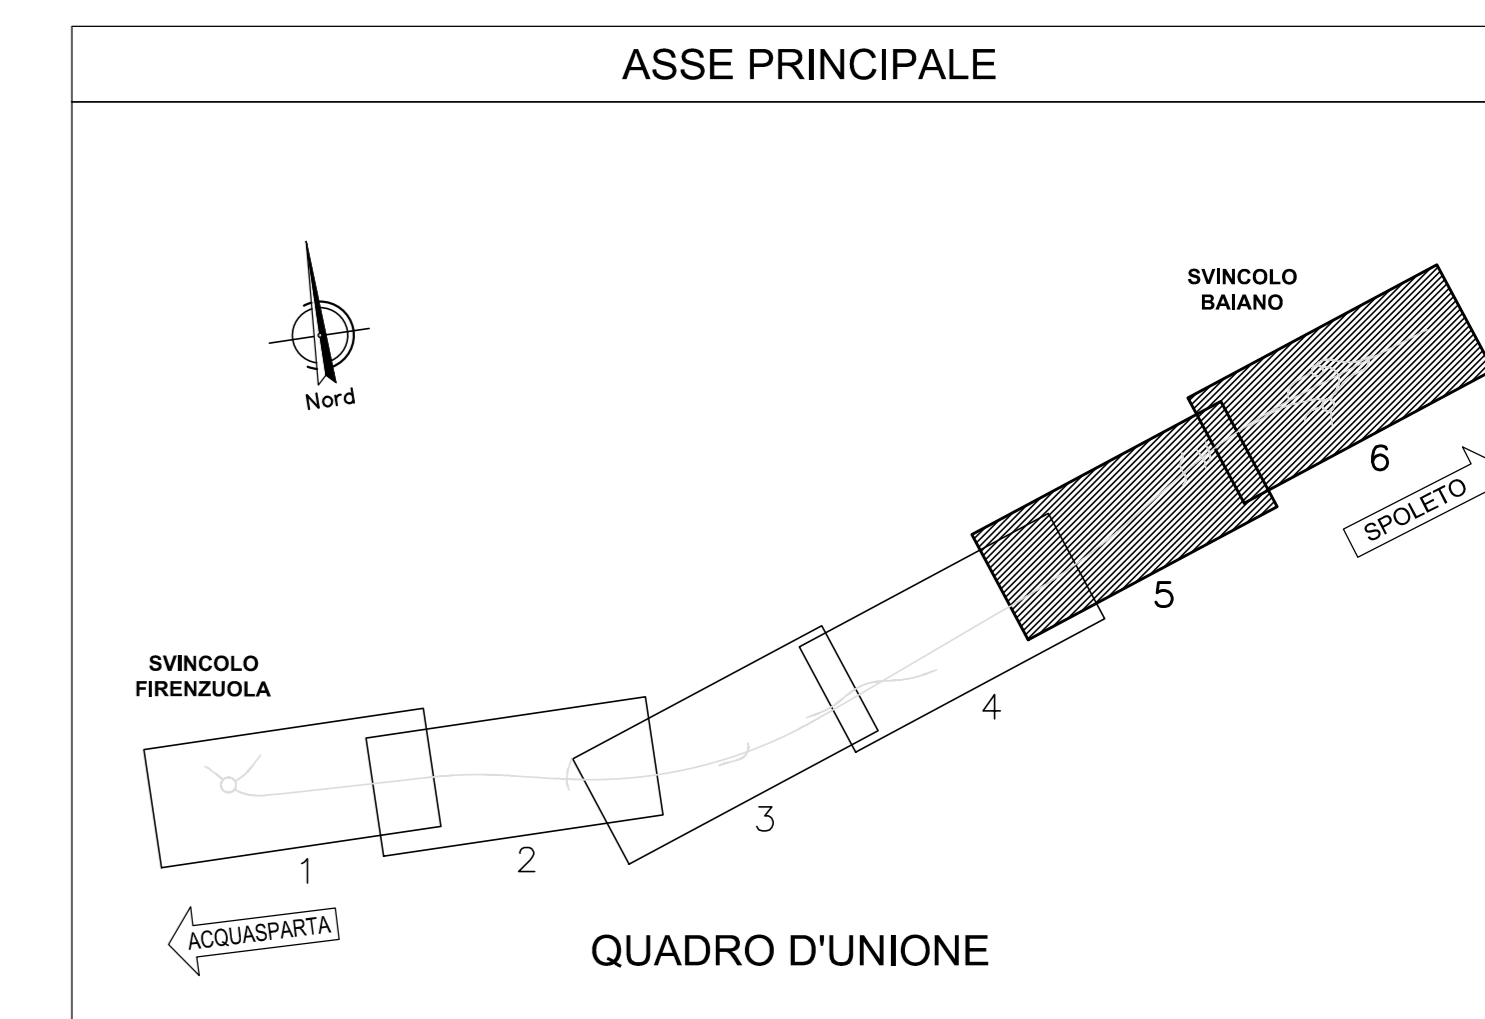 ASSE PRINCIPALE
Nord
SVINCOLO
BAIANO
6
SPOLETO
5
4
SVINCOLO
FIRENZUOLA
3
2
1
ACQUASPARTA
QUADRO D'UNIONE